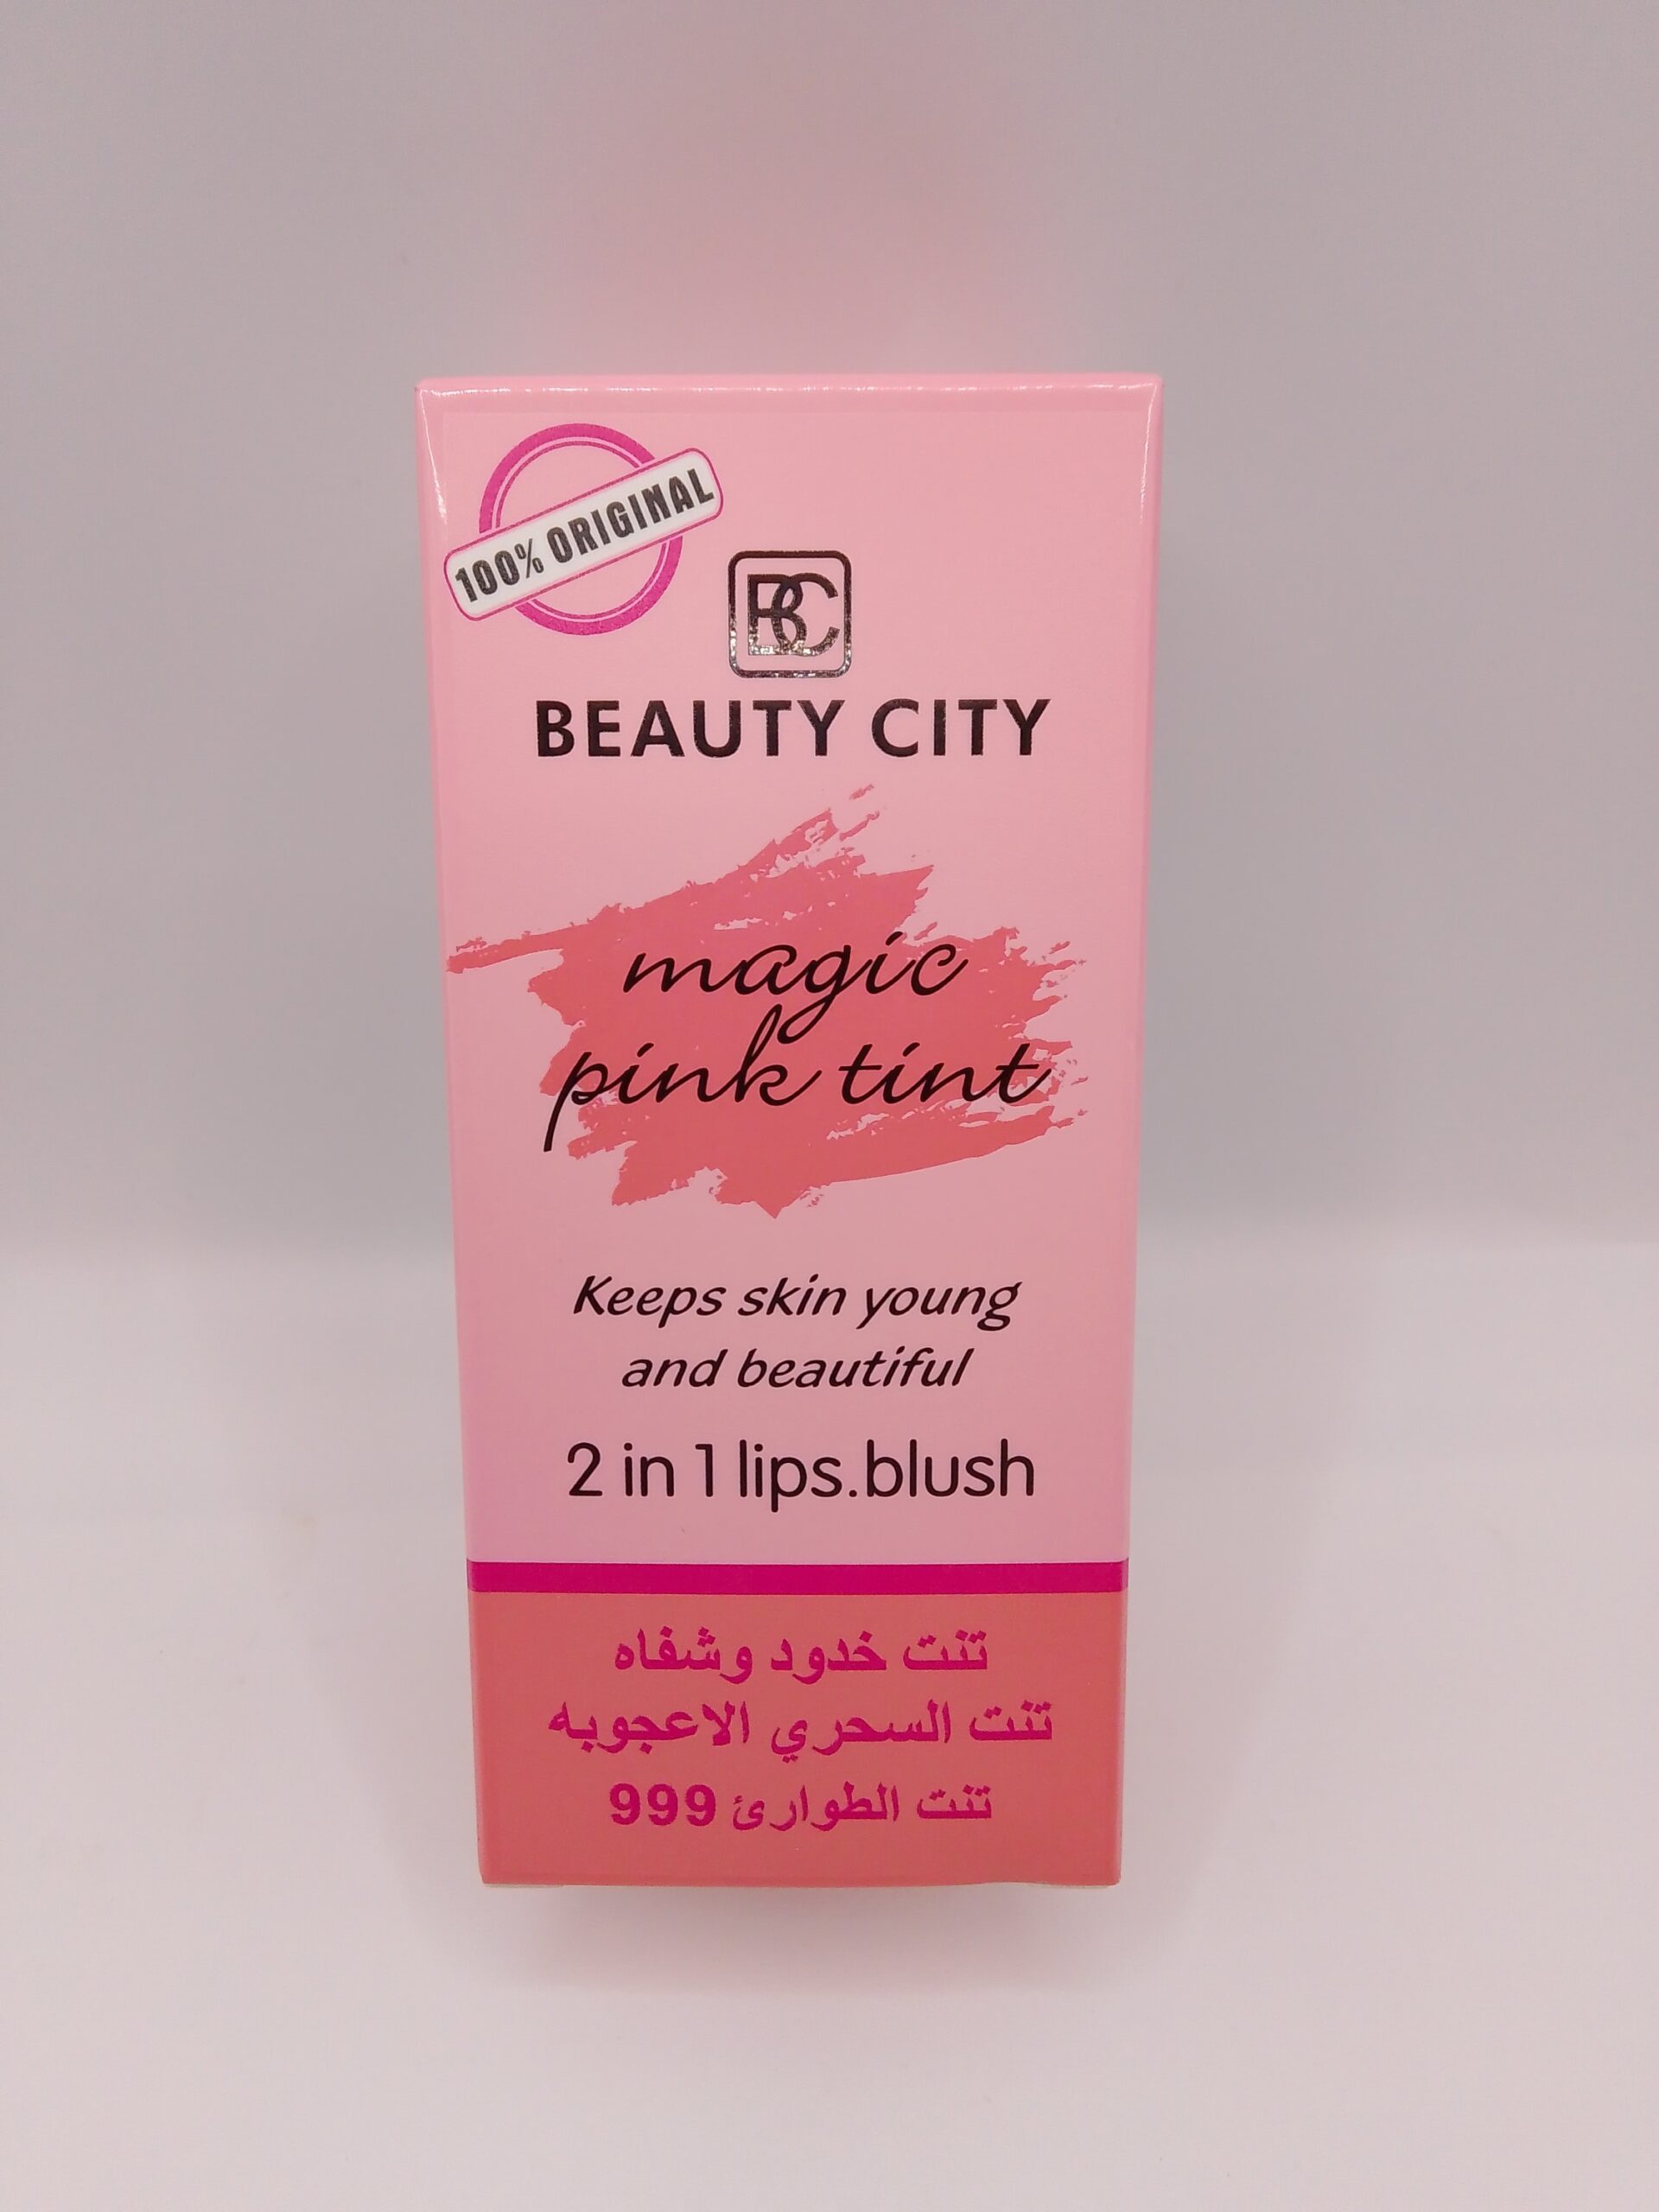 100% ORIGINAL
BC
BEAUTY CITY
magic
pink tint
Keeps skin young
and beautiful
2 in 1 lips.blush
تنت خدود وشفاه
تنت السحري الاعجوبه
تنت الطوارئ 999